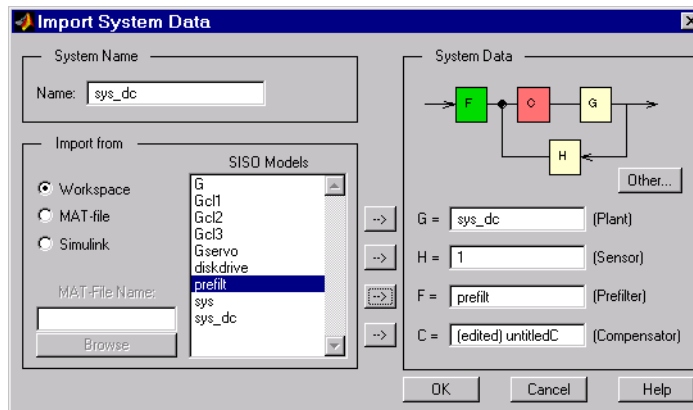 Import System Data
System Name
Name: sys_dc
Import from
Workspace
MAT-file
Simulink
MAT-File Name:
Browse
SISO Models
G
Gcl1
Gcl2
Gcl3
Gservo
diskdrive
prefilt
sys
sys_dc
-->
-->
-->
-->
System Data
F C G
H
Other...
G = sys_dc (Plant)
H = 1 (Sensor)
F = prefilt (Prefilter)
C = (edited) untitledC (Compensator)
OK Cancel Help